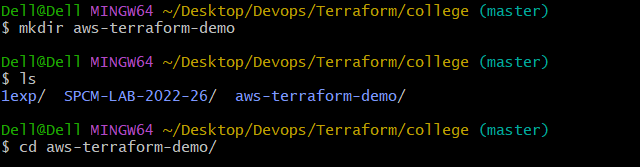 Dell@Dell MINGW64 ~/Desktop/Devops/Terraform/college (master)
$ mkdir aws-terraform-demo
Dell@Dell MINGW64 ~/Desktop/Devops/Terraform/college (master)
$ ls
1exp/  SPCM-LAB-2022-26/  aws-terraform-demo/
Dell@Dell MINGW64 ~/Desktop/Devops/Terraform/college (master)
$ cd aws-terraform-demo/